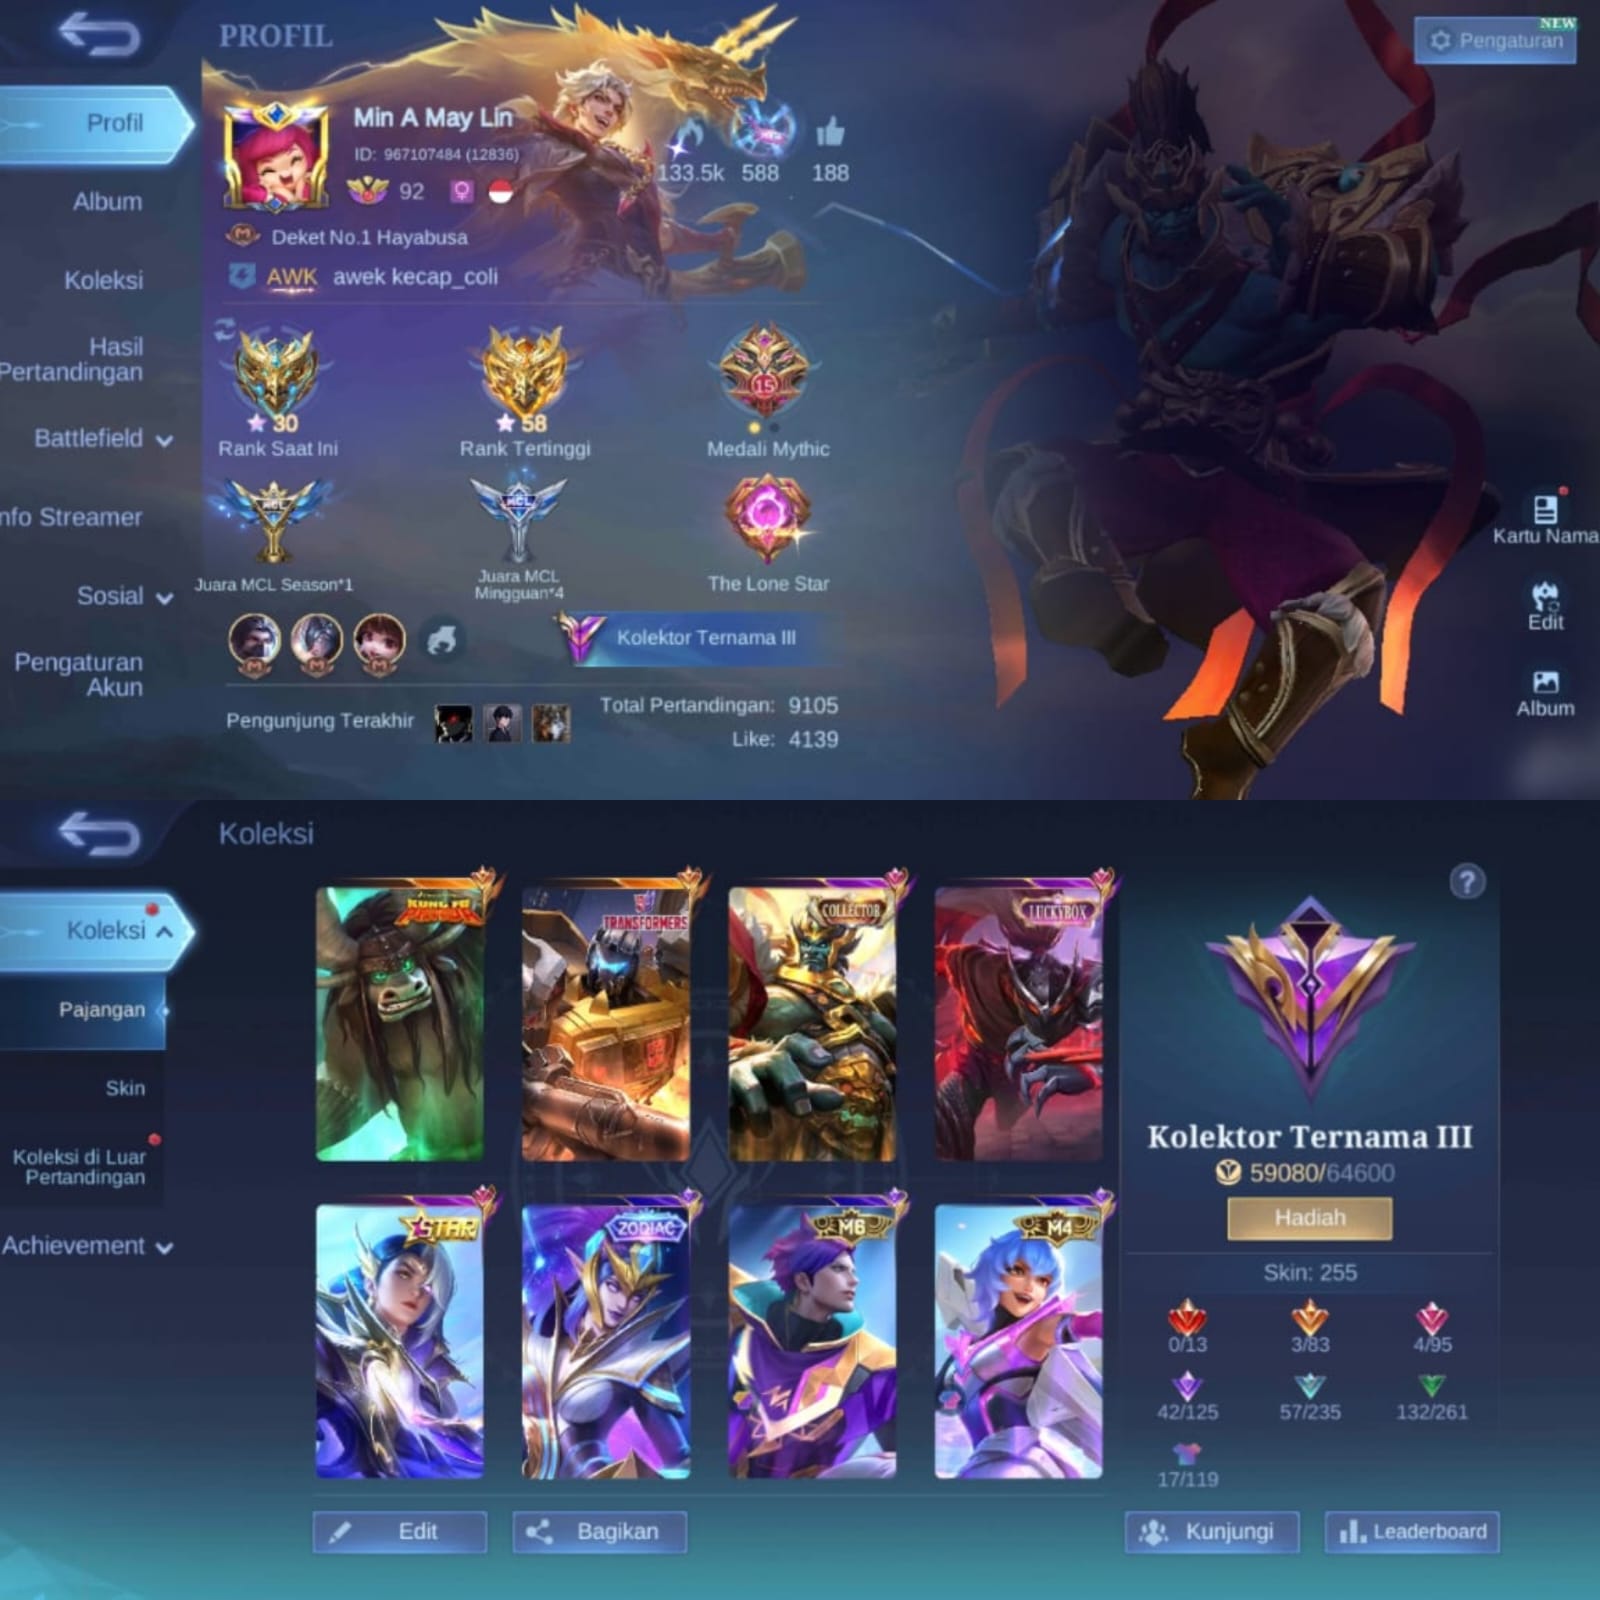 PROFIL
NEW
Pengaturan
Profil
Album
Koleksi
Hasil
Pertandingan
Battlefield
nfo Streamer
Sosial
Pengaturan
Akun
Min A May Lin
ID: 967107484 (12836)
92
133.5k 588 188
Deket No.1 Hayabusa
AWK awek kecap_coli
30
Rank Saat Ini
58
Rank Tertinggi
15
Medali Mythic
MCL
Juara MCL Season*1
MCL
Juara MCL
Mingguan*4
The Lone Star
M M M
Kolektor Ternama III
Pengunjung Terakhir
Total Pertandingan: 9105
Like: 4139
Kartu Nama
Edit
Album
Koleksi
Koleksi
Pajangan
Skin
Koleksi di Luar
Pertandingan
Achievement
KUNG FU
PANDA
TRANSFORMERS
COLLECTOR
LUCKYBOX
STAR
ZODIAC
M6
M4
Edit
Bagikan
?
Kolektor Ternama III
59080/64600
Hadiah
Skin: 255
0/13 3/83 4/95
42/125 57/235 132/261
17/119
Kunjungi
Leaderboard